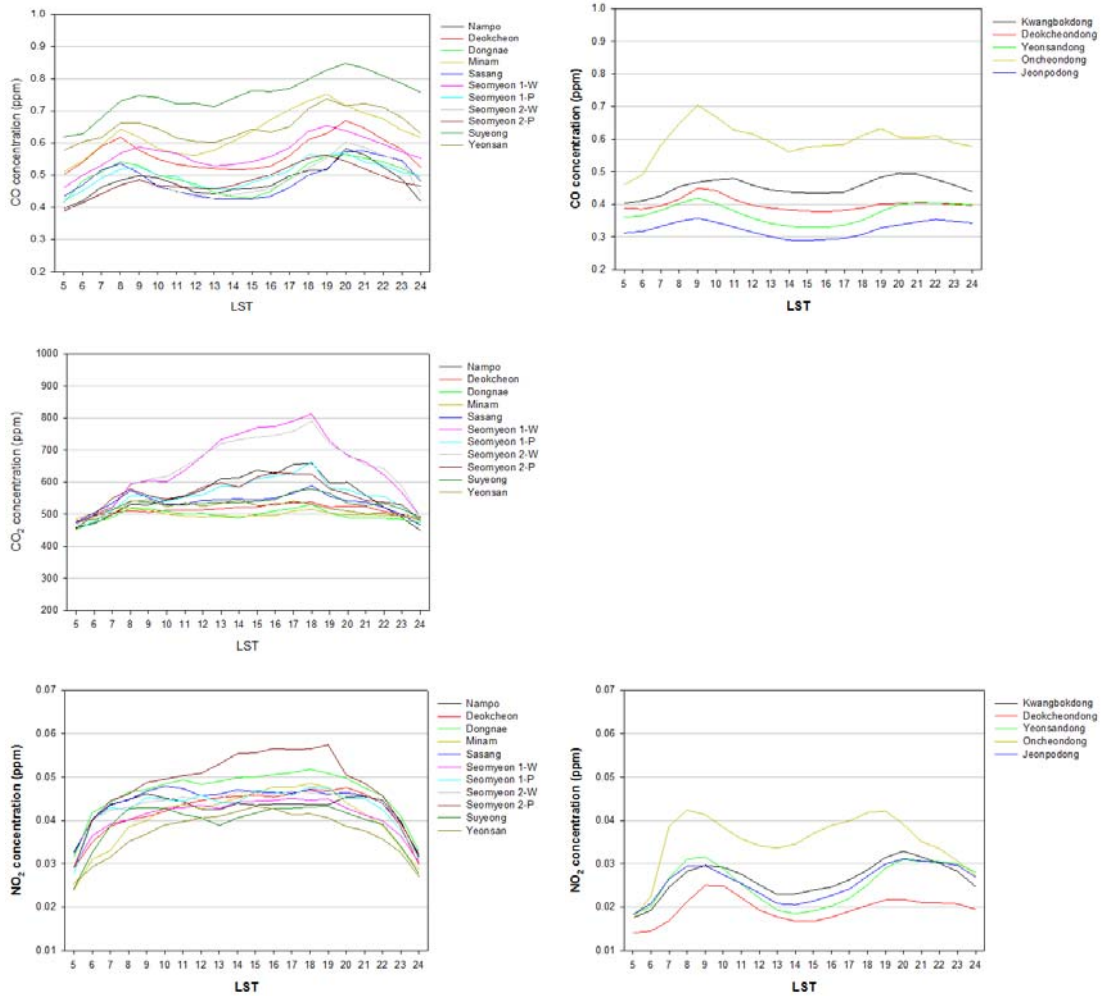 1.0
0.9
0.8
0.7
0.6
0.5
0.4
0.3
0.2
CO concentration (ppm)
5 6 7 8 9 10 11 12 13 14 15 16 17 18 19 20 21 22 23 24
LST
Nampo
Deokcheon
Dongnae
Minam
Sasang
Seomyeon 1-W
Seomyeon 1-P
Seomyeon 2-W
Seomyeon 2-P
Suyeong
Yeonsan
1.0
0.9
0.8
0.7
0.6
0.5
0.4
0.3
0.2
CO concentration (ppm)
5 6 7 8 9 10 11 12 13 14 15 16 17 18 19 20 21 22 23 24
LST
Kwangbokdong
Deokcheondong
Yeonsandong
Oncheondong
Jeonpodong
1000
900
800
700
600
500
400
300
200
CO₂ concentration (ppm)
5 6 7 8 9 10 11 12 13 14 15 16 17 18 19 20 21 22 23 24
LST
Nampo
Deokcheon
Dongnae
Minam
Sasang
Seomyeon 1-W
Seomyeon 1-P
Seomyeon 2-W
Seomyeon 2-P
Suyeong
Yeonsan
0.07
0.06
0.05
0.04
0.03
0.02
0.01
NO₂ concentration (ppm)
5 6 7 8 9 10 11 12 13 14 15 16 17 18 19 20 21 22 23 24
LST
Nampo
Deokcheon
Dongnae
Minam
Sasang
Seomyeon 1-W
Seomyeon 1-P
Seomyeon 2-W
Seomyeon 2-P
Suyeong
Yeonsan
0.07
0.06
0.05
0.04
0.03
0.02
0.01
NO₂ concentration (ppm)
5 6 7 8 9 10 11 12 13 14 15 16 17 18 19 20 21 22 23 24
LST
Kwangbokdong
Deokcheondong
Yeonsandong
Oncheondong
Jeonpodong